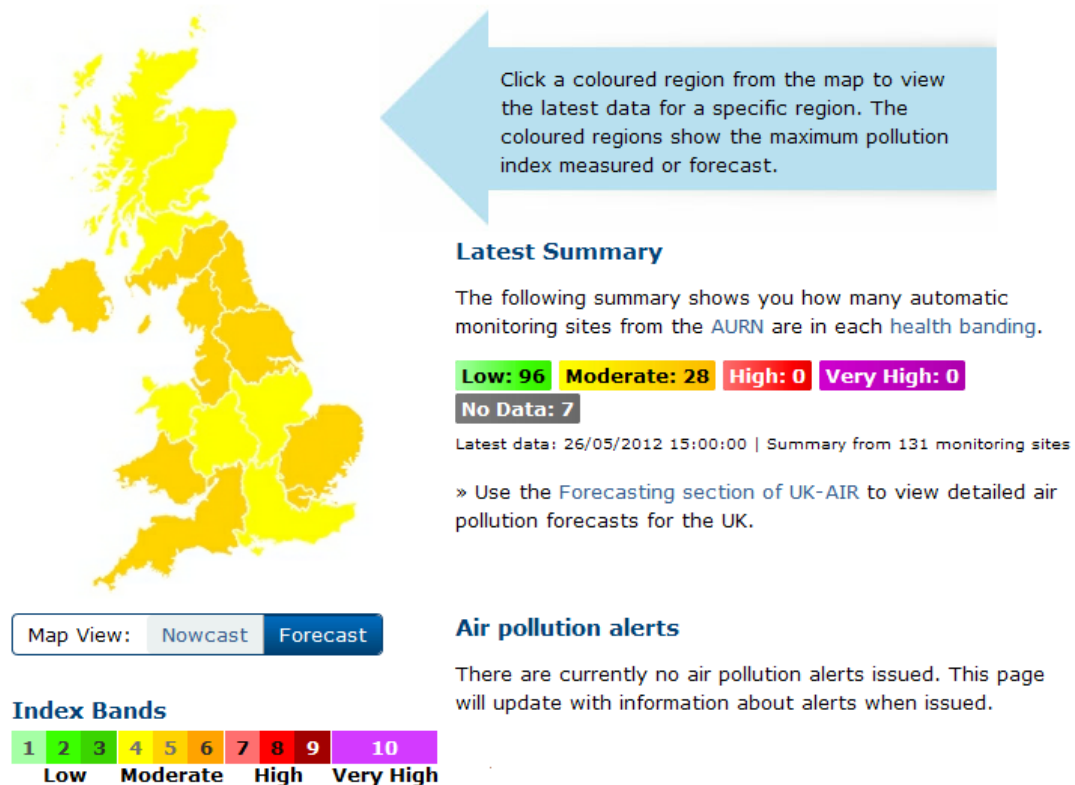 Click a coloured region from the map to view
the latest data for a specific region. The
coloured regions show the maximum pollution
index measured or forecast.
Latest Summary
The following summary shows you how many automatic
monitoring sites from the AURN are in each health banding.
Low: 96 Moderate: 28 High: 0 Very High: 0
No Data: 7
Latest data: 26/05/2012 15:00:00 | Summary from 131 monitoring sites
» Use the Forecasting section of UK-AIR to view detailed air
pollution forecasts for the UK.
Map View: Nowcast Forecast
Air pollution alerts
There are currently no air pollution alerts issued. This page
will update with information about alerts when issued.
Index Bands
1 2 3 4 5 6 7 8 9 10
Low Moderate High Very High